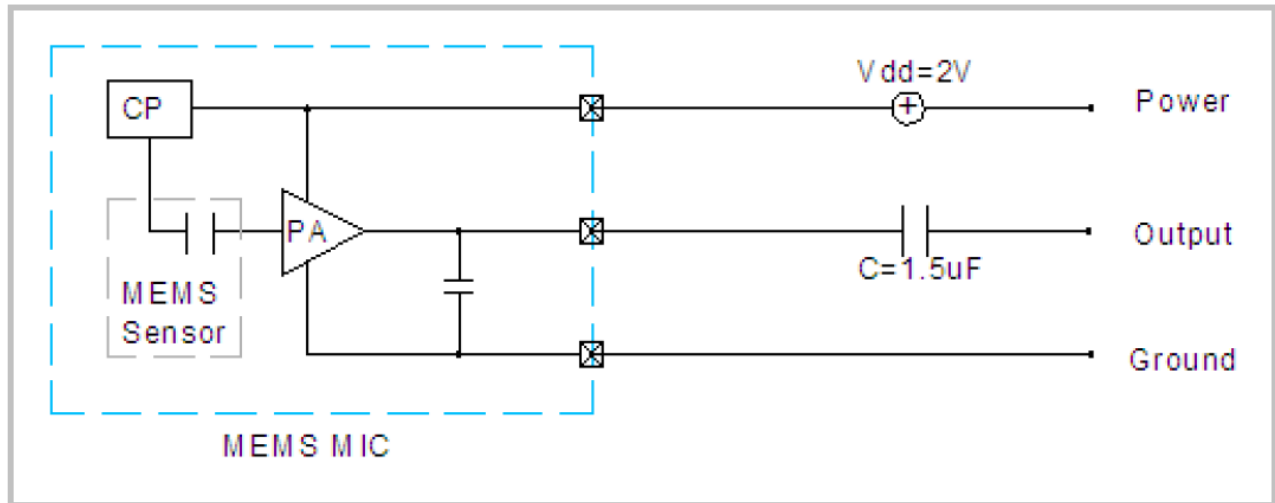 Vdd=2V
CP
Power
PA
Output
C=1.5uF
MEMS
Sensor
Ground
MEMS MIC